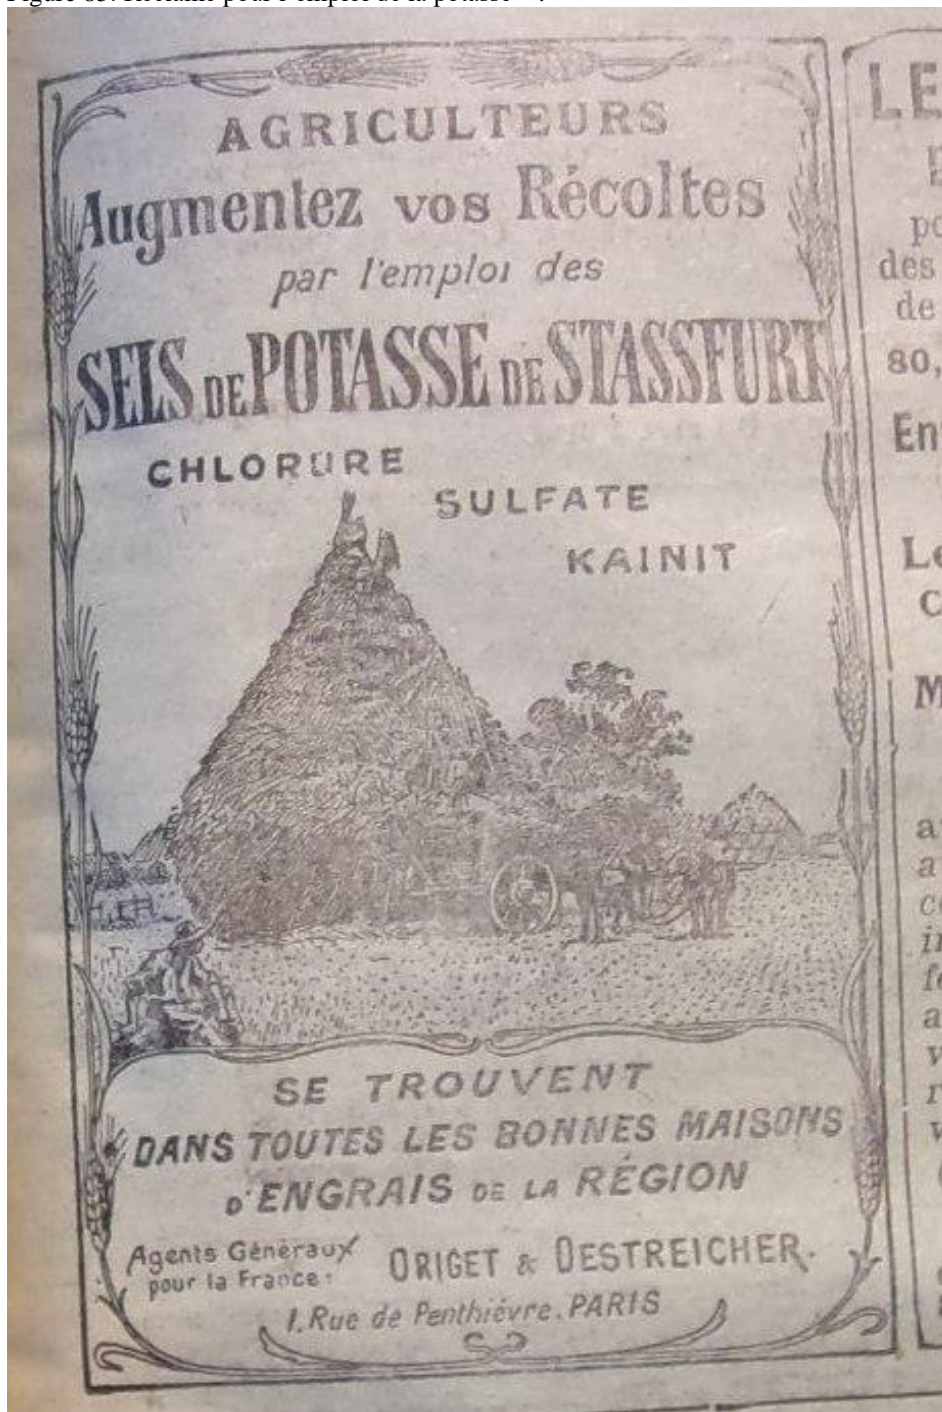 AGRICULTEURS
Augmentez vos Récoltes
par l'emploi des
SELS DE POTASSE DE STASSFURT
CHLORURE
SULFATE
KAINIT
SE TROUVENT
DANS TOUTES LES BONNES MAISONS
D'ENGRAIS DE LA RÉGION
Agents Généraux
pour la France:
ORIGET & OESTREICHER.
1, Rue de Penthièvre. PARIS
LE
po
des
de
80,
En
Le
C
M